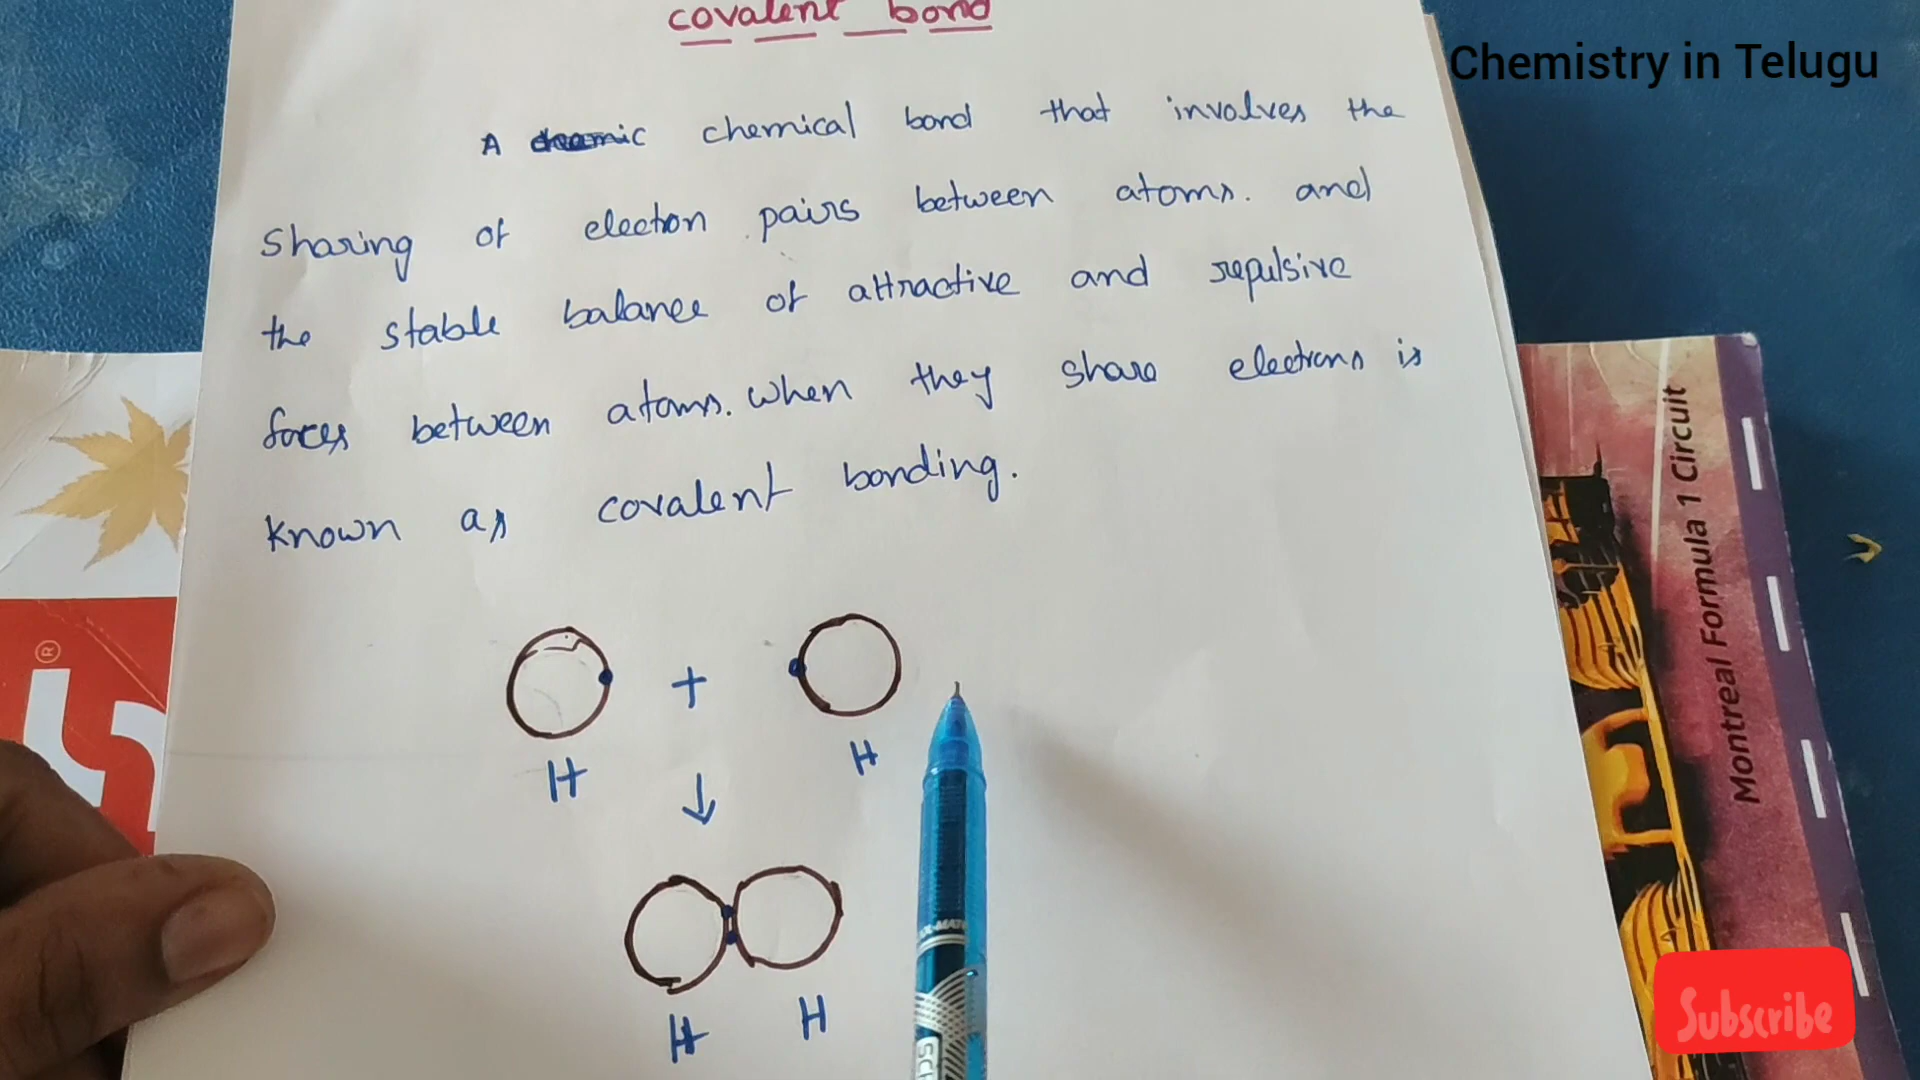 covalent bond
Chemistry in Telugu
A chemical bond that involves the
sharing of election pairs between atoms. and
the stable balance of attractive and repulsive
forces between atoms. when they share electrons is
known as covalent bonding.
+
H
H
↓
H H
Montreal Formula 1 Circuit
Subscribe